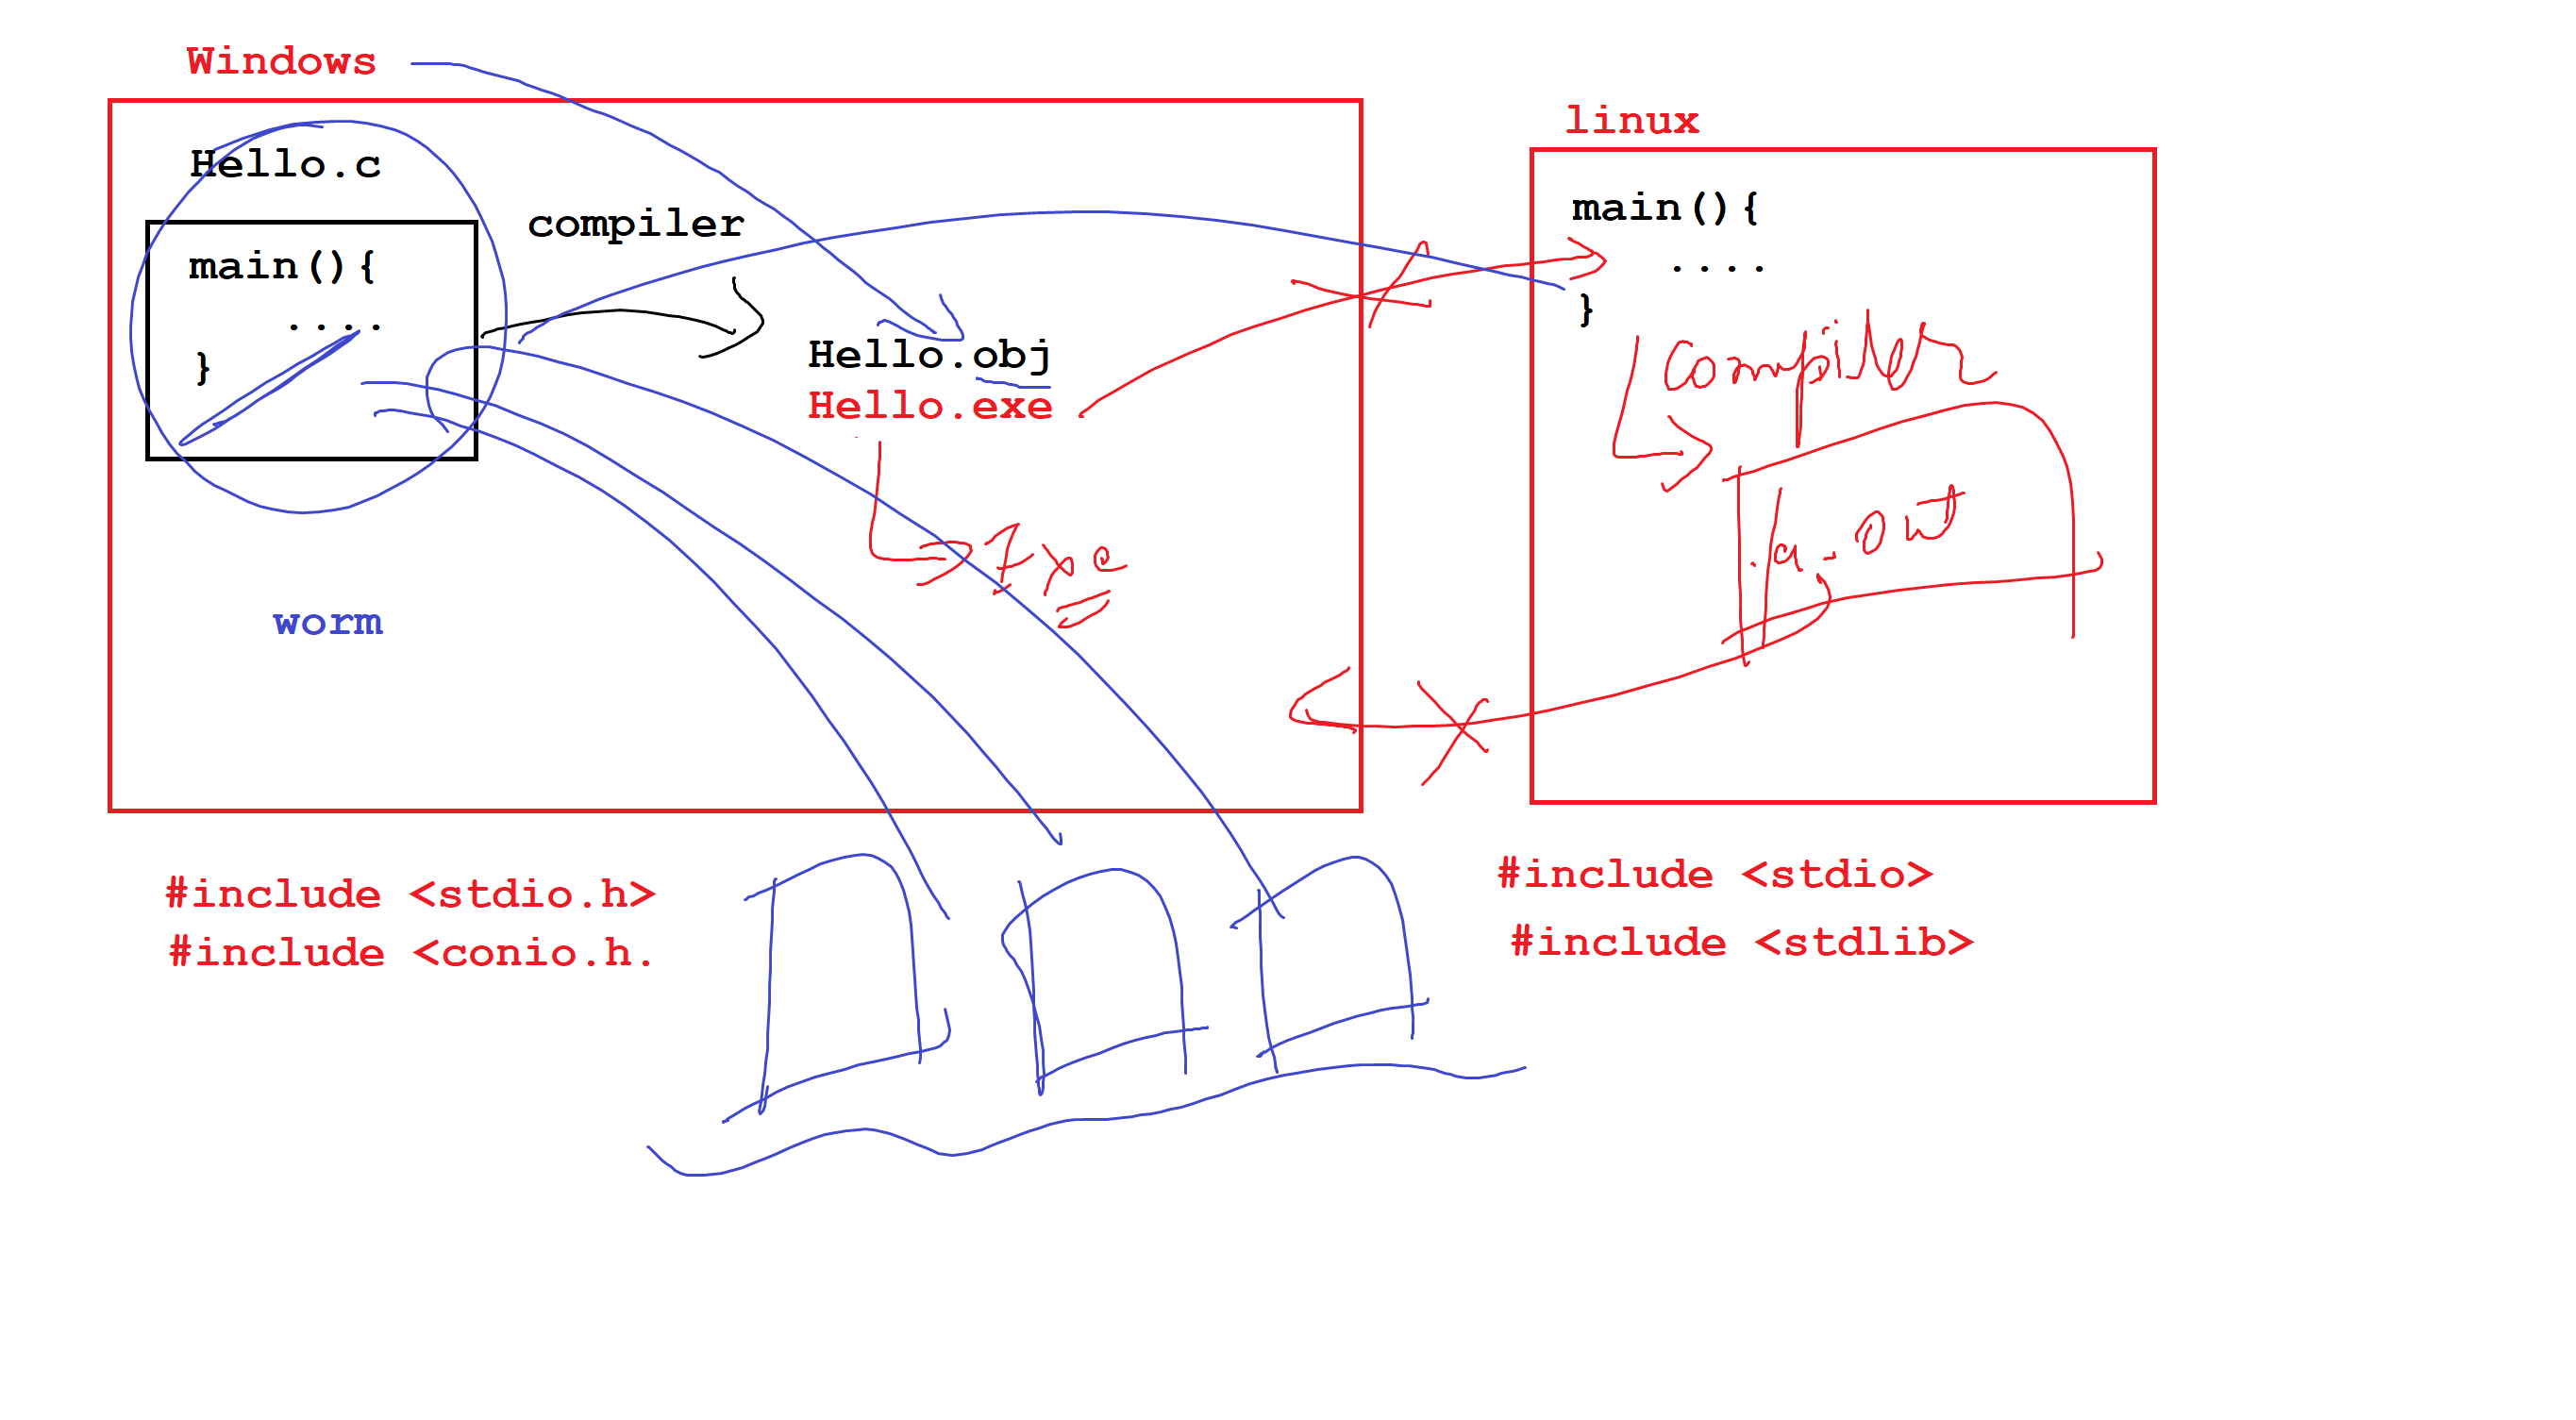 Windows
Hello.c
main(){
....
}
compiler
Hello.obj
Hello.exe
Exe
worm
#include <stdio.h>
#include <conio.h.
linux
main(){
....
}
Compiler
.a.out
#include <stdio>
#include <stdlib>